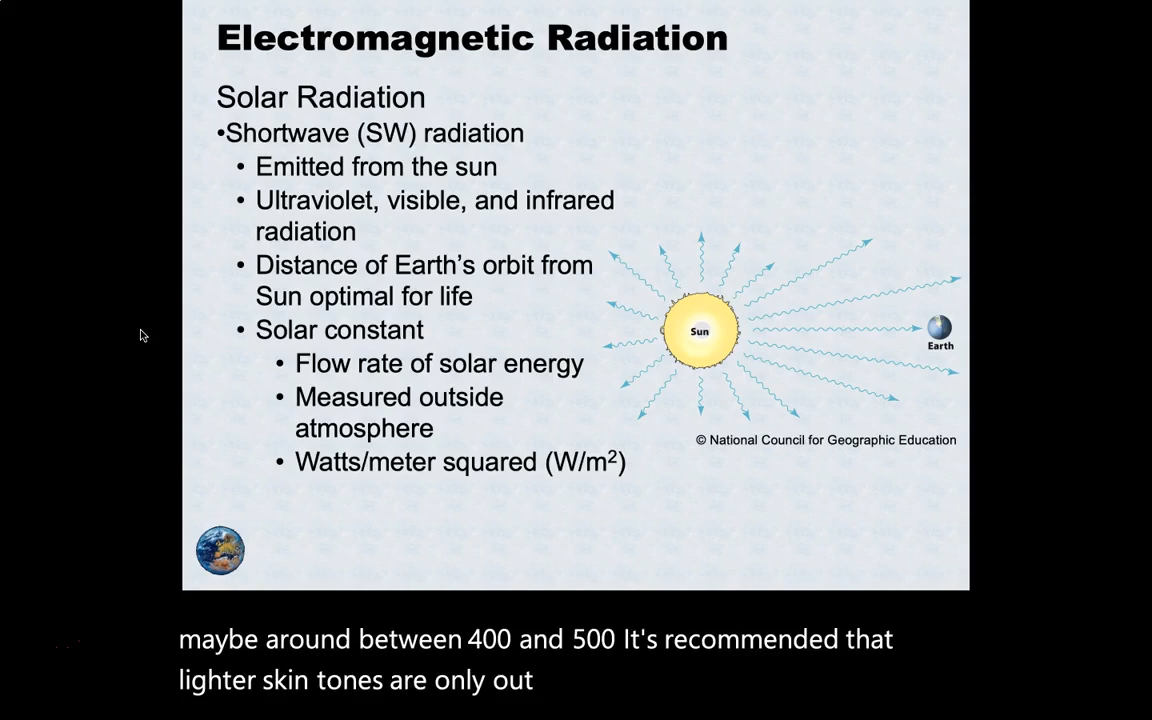 Electromagnetic Radiation
Solar Radiation
•Shortwave (SW) radiation
• Emitted from the sun
• Ultraviolet, visible, and infrared
radiation
• Distance of Earth’s orbit from
Sun optimal for life
• Solar constant
• Flow rate of solar energy
• Measured outside
atmosphere
• Watts/meter squared (W/m²)
Sun
Earth
© National Council for Geographic Education
maybe around between 400 and 500 It's recommended that
lighter skin tones are only out